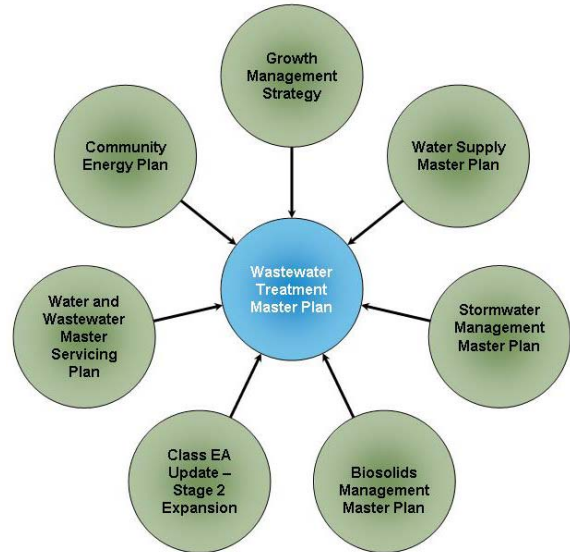 Growth
Management
Strategy
Community
Energy Plan
Water Supply
Master Plan
Wastewater
Treatment
Master Plan
Water and
Wastewater
Master
Servicing
Plan
Stormwater
Management
Master Plan
Class EA
Update –
Stage 2
Expansion
Biosolids
Management
Master Plan